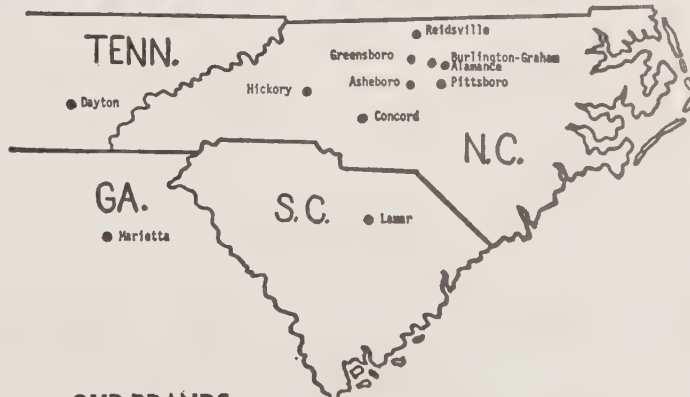 TENN.
Reidsville
Greensboro
Burlington-Graham
Alamance
Dayton
Hickory
Asheboro
Pittsboro
Concord
N.C.
GA.
S.C.
Lamar
Marietta
OUR BRANDS